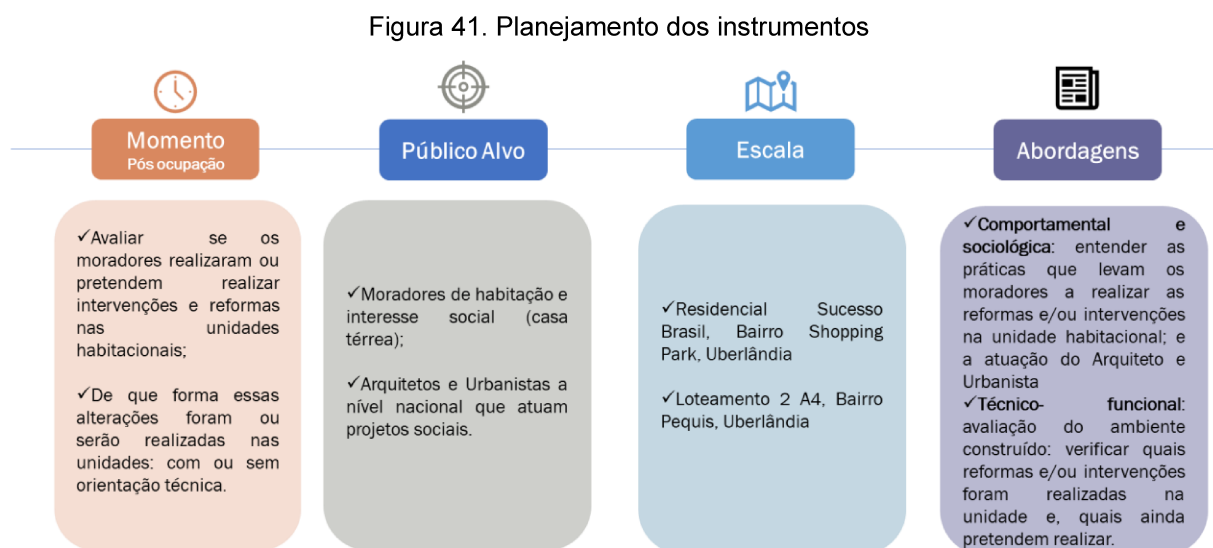 Figura 41. Planejamento dos instrumentos
Momento
Pós ocupação
✓Avaliar se os
moradores realizaram ou
pretendem realizar
intervenções e reformas
nas unidades
habitacionais;
✓De que forma essas
alterações foram ou
serão realizadas nas
unidades: com ou sem
orientação técnica.
Público Alvo
✓Moradores de habitação e
interesse social (casa
térrea);
✓Arquitetos e Urbanistas a
nível nacional que atuam
projetos sociais.
Escala
✓Residencial Sucesso
Brasil, Bairro Shopping
Park, Uberlândia
✓Loteamento 2 A4, Bairro
Pequis, Uberlândia
Abordagens
✓Comportamental e
sociológica: entender as
práticas que levam os
moradores a realizar as
reformas e/ou intervenções
na unidade habitacional; e
a atuação do Arquiteto e
Urbanista
✓Técnico- funcional:
avaliação do ambiente
construído: verificar quais
reformas e/ou intervenções
foram realizadas na
unidade e, quais ainda
pretendem realizar.